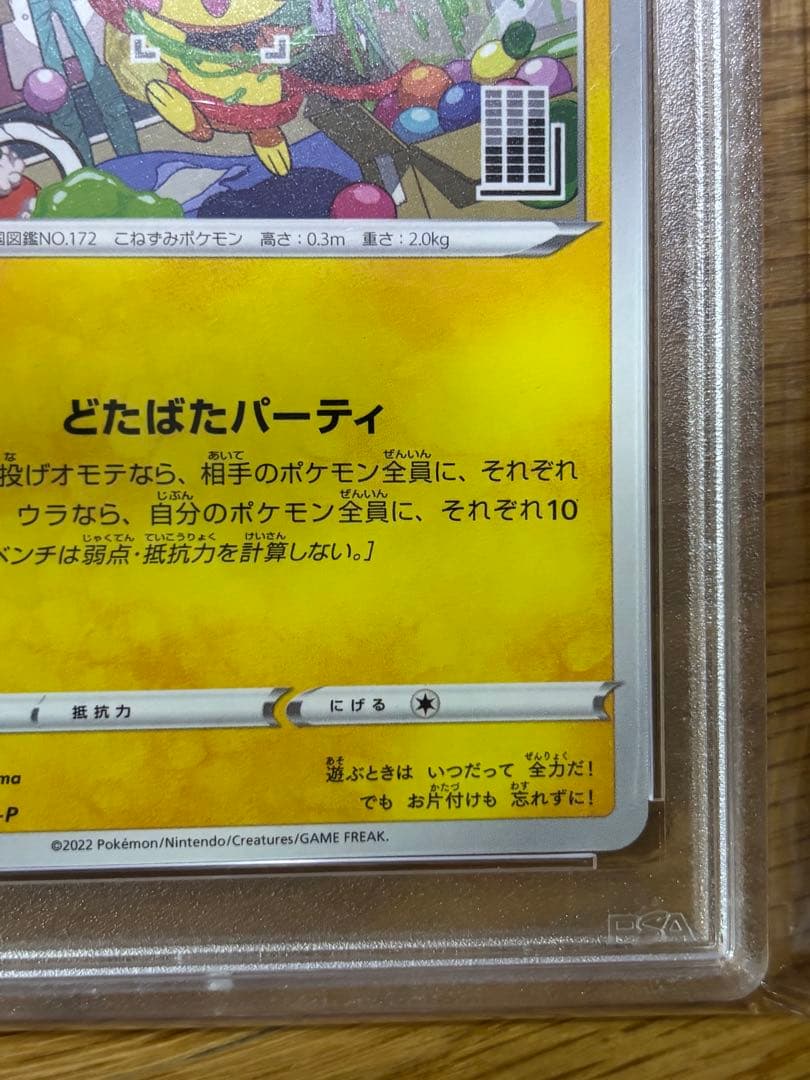 図鑑NO.172 こねずみポケモン 高さ:0.3m 重さ:2.0kg
どたばたパーティ
投げオモテなら、相手のポケモン全員に、それぞれ
ウラなら、自分のポケモン全員に、それぞれ10
ベンチは弱点・抵抗力を計算しない。]
抵抗力 にげる
ma
遊ぶときは いつだって 全力だ!
-P
でも お片付けも 忘れずに!
©2022 Pokémon/Nintendo/Creatures/GAME FREAK.
PSA